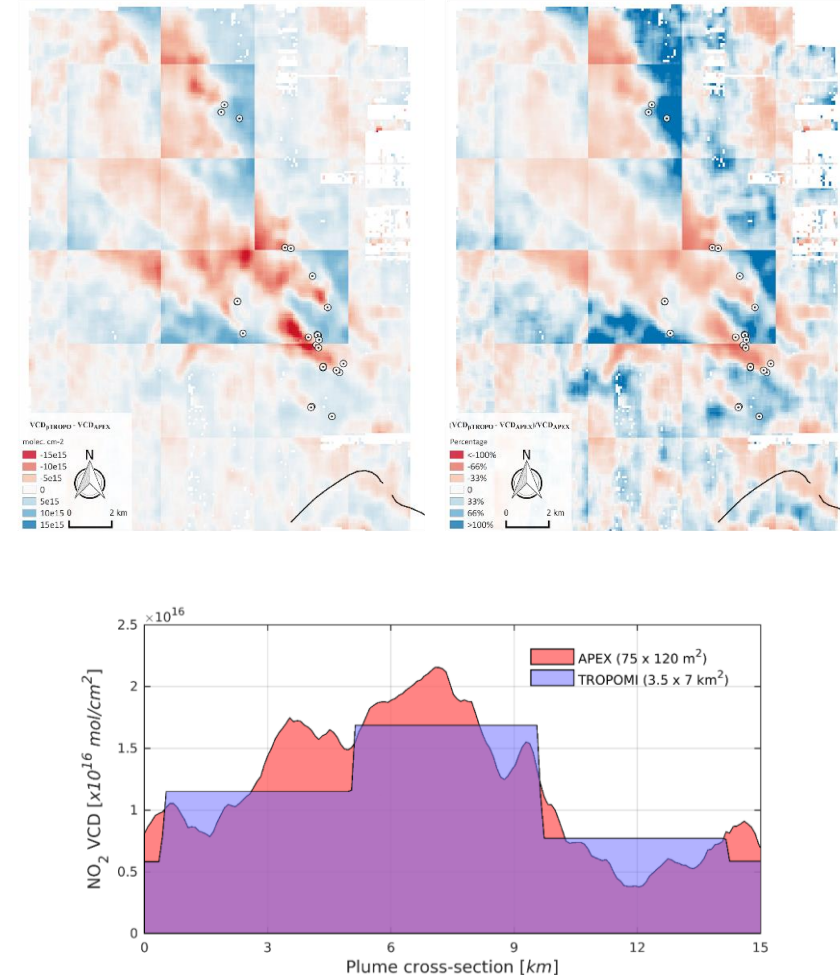 VCDpTROPO - VCDAPEX
molec. cm-2
-15e15
-10e15
-5e15
0
5e15
10e15
15e15
N
0 2 km
(VCDpTROPO - VCDAPEX)/VCDAPEX
Percentage
<-100%
-66%
-33%
0
33%
66%
>100%
N
0 2 km
×10^16
2.5
2
1.5
1
0.5
0
NO2 VCD [x10^16 mol/cm^2]
APEX (75 x 120 m^2)
TROPOMI (3.5 x 7 km^2)
0 3 6 9 12 15
Plume cross-section [km]